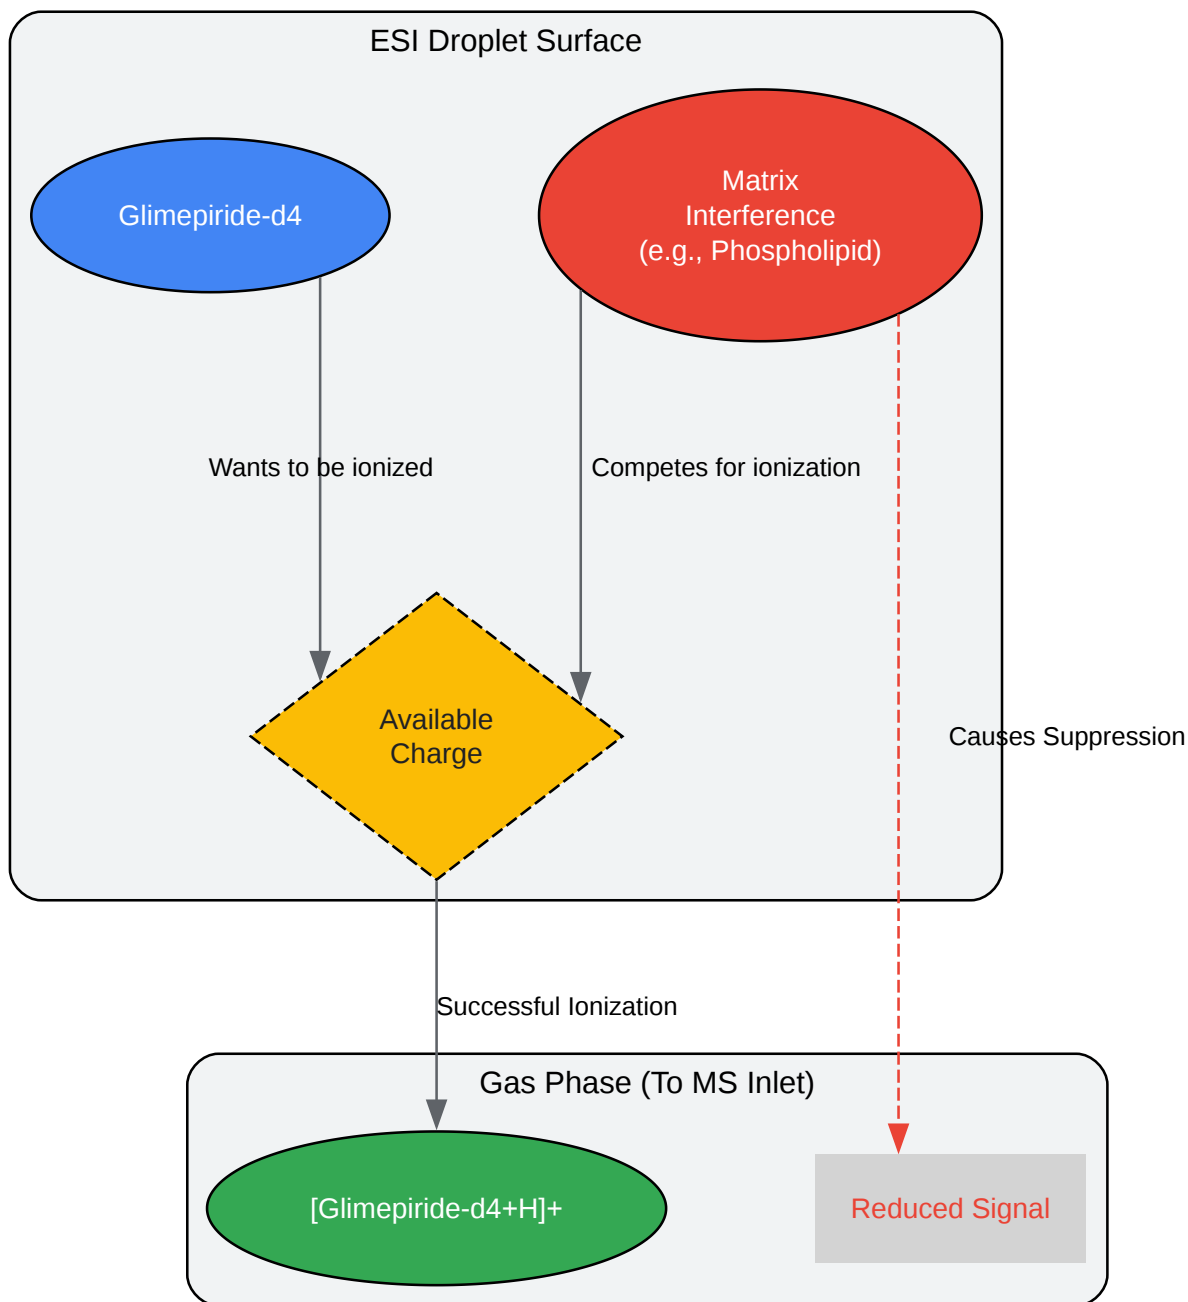 ESI Droplet Surface
Glimepiride-d4
Matrix
Interference
(e.g., Phospholipid)
Wants to be ionized
Competes for ionization
Available
Charge
Causes Suppression
Successful Ionization
Gas Phase (To MS Inlet)
[Glimepiride-d4+H]+
Reduced Signal